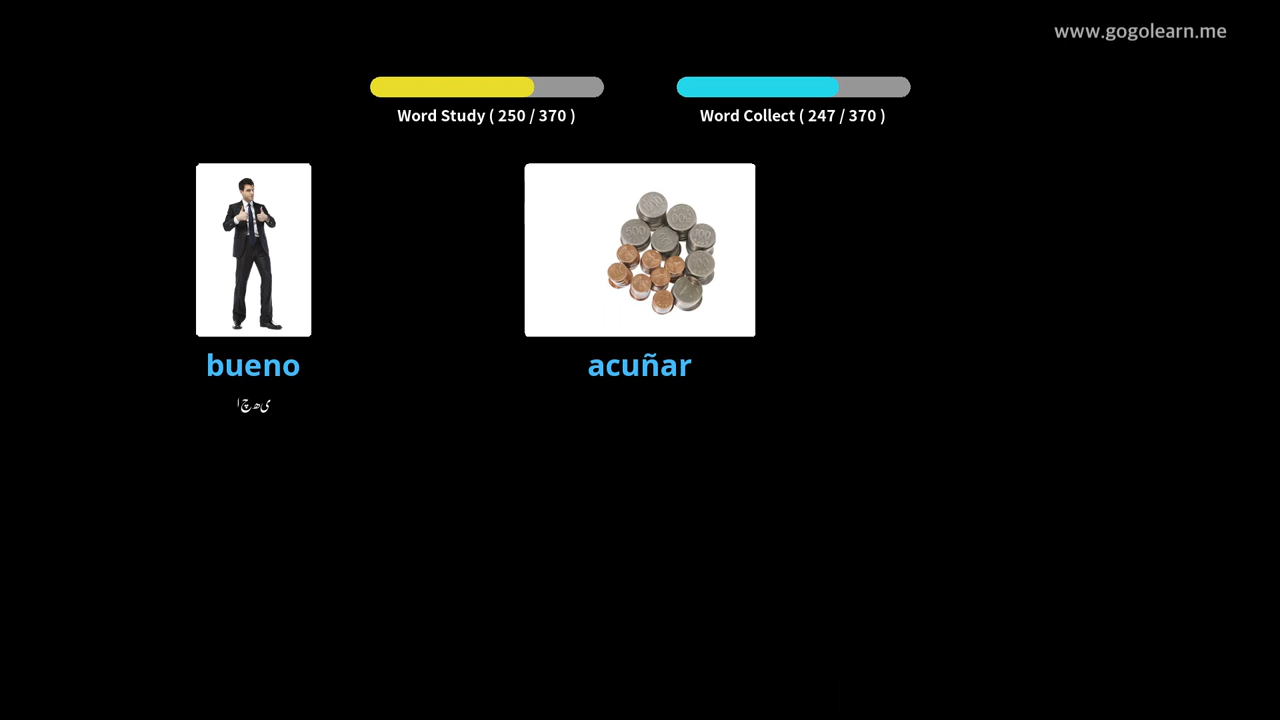 www.gogolearn.me
Word Study ( 250 / 370 )
Word Collect ( 247 / 370 )
bueno
acuñar
اچھی